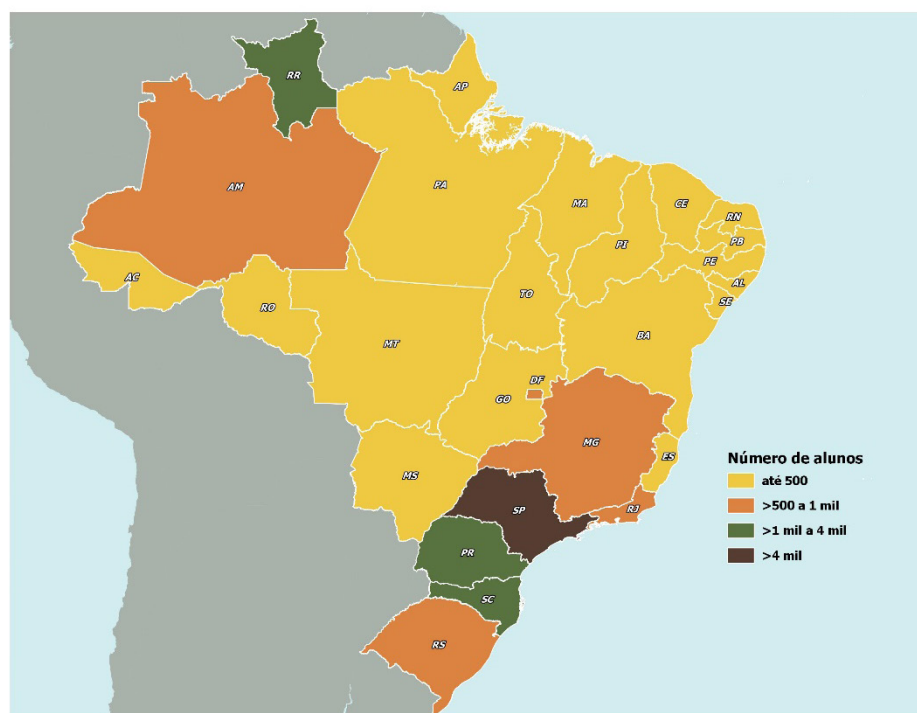 RR
AP
AM
PA
MA
CE
RN
PB
PI
PE
AL
SE
AC
RO
TO
BA
MT
DF
GO
MG
ES
MS
SP
RJ
PR
SC
RS
Número de alunos
até 500
>500 a 1 mil
>1 mil a 4 mil
>4 mil